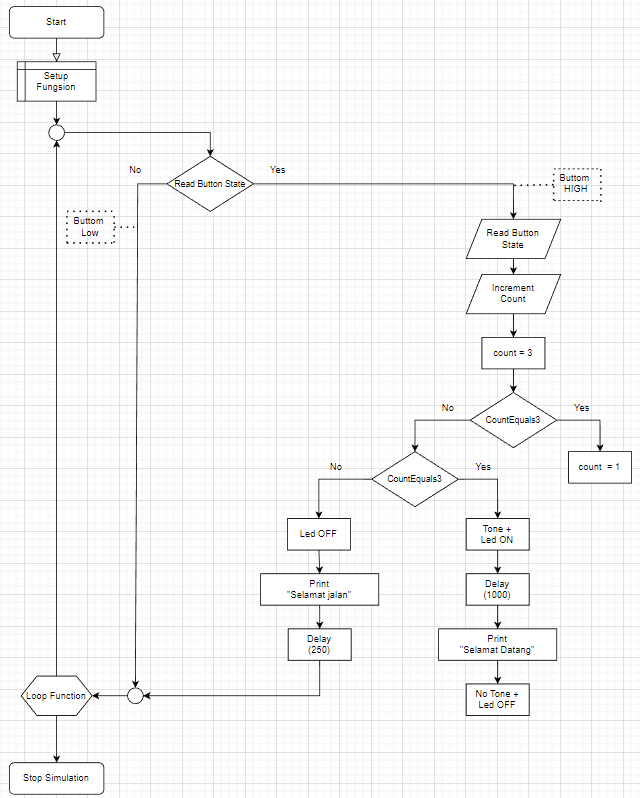 Start
Setup
Fungsion
No
Yes
Read Button State
Buttom
HIGH
Buttom
Low
Read Button
State
Increment
Count
count = 3
No
Yes
CountEquals3
No
Yes
CountEquals3
count = 1
Led OFF
Tone +
Led ON
Print
"Selamat jalan"
Delay
(1000)
Delay
(250)
Print
"Selamat Datang"
Loop Function
No Tone +
Led OFF
Stop Simulation